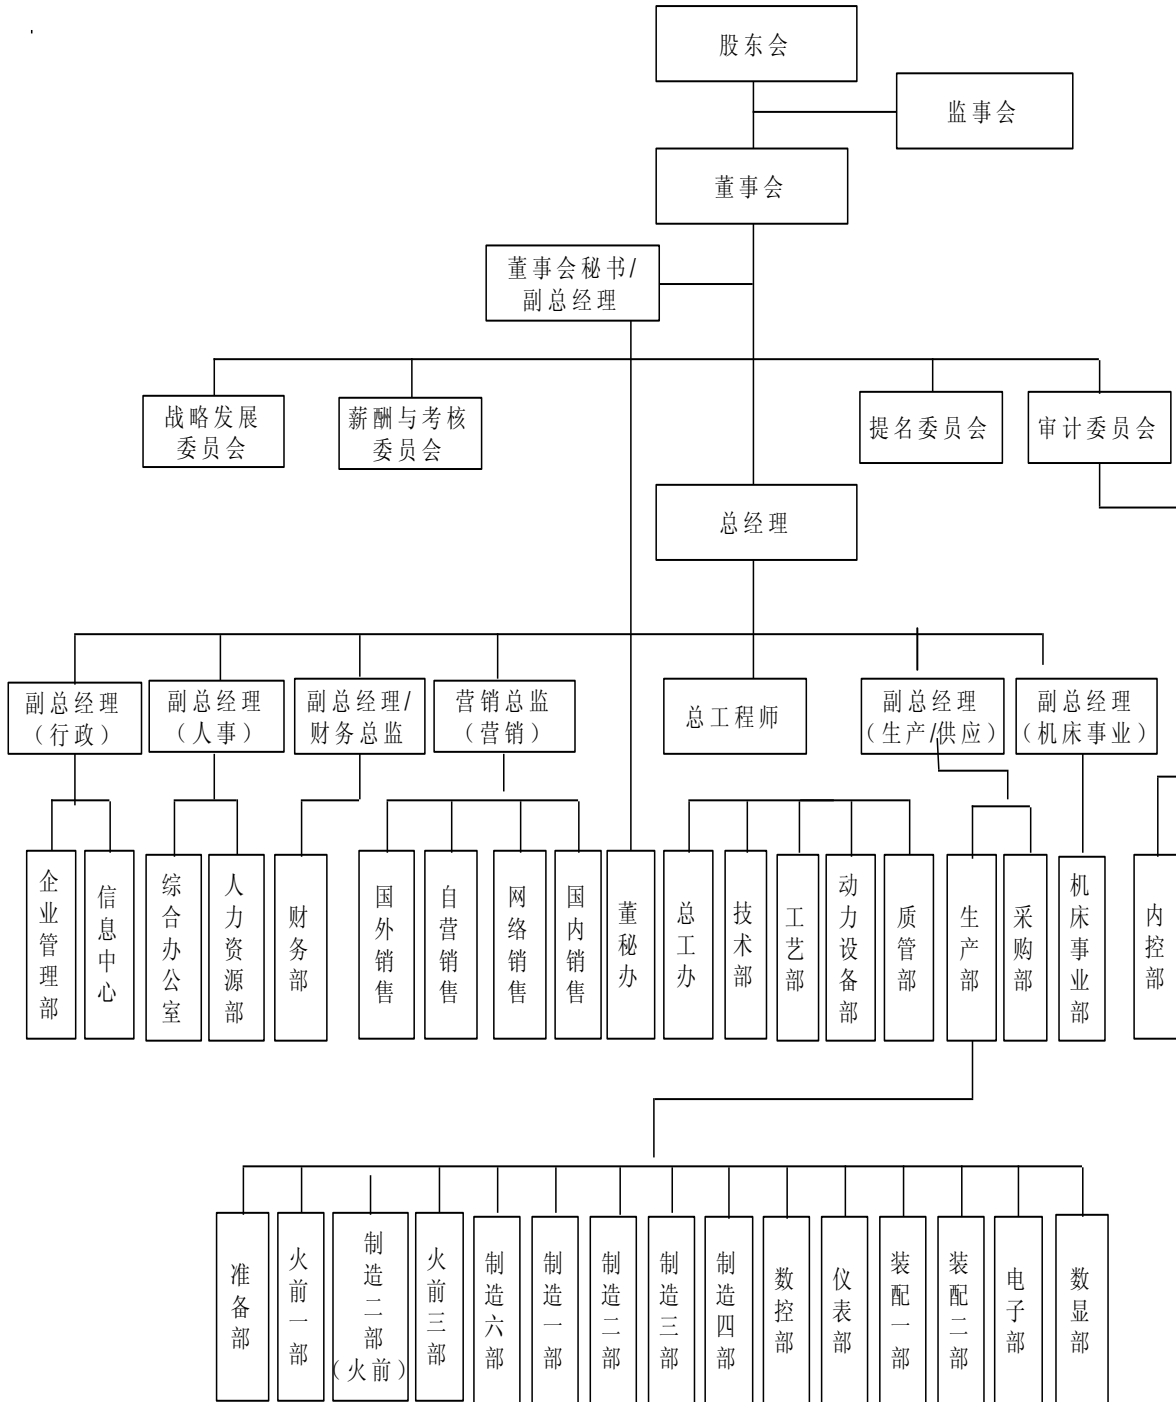 股东会
监事会
董事会
董事会秘书/
副总经理
战略发展
委员会
薪酬与考核
委员会
提名委员会
审计委员会
总经理
副总经理
（行政）
副总经理
（人事）
副总经理/
财务总监
营销总监
（营销）
总工程师
副总经理
（生产/供应）
副总经理
（机床事业）
企业管理部
信息中心
综合办公室
人力资源部
财务部
国外销售
自营销售
网络销售
国内销售
董秘办
总工办
技术部
工艺部
动力设备部
质管部
生产部
采购部
机床事业部
内控部
准备部
火前一部
制造二部
（火前）
火前三部
制造六部
制造一部
制造二部
制造三部
制造四部
数控部
仪表部
装配一部
装配二部
电子部
数显部